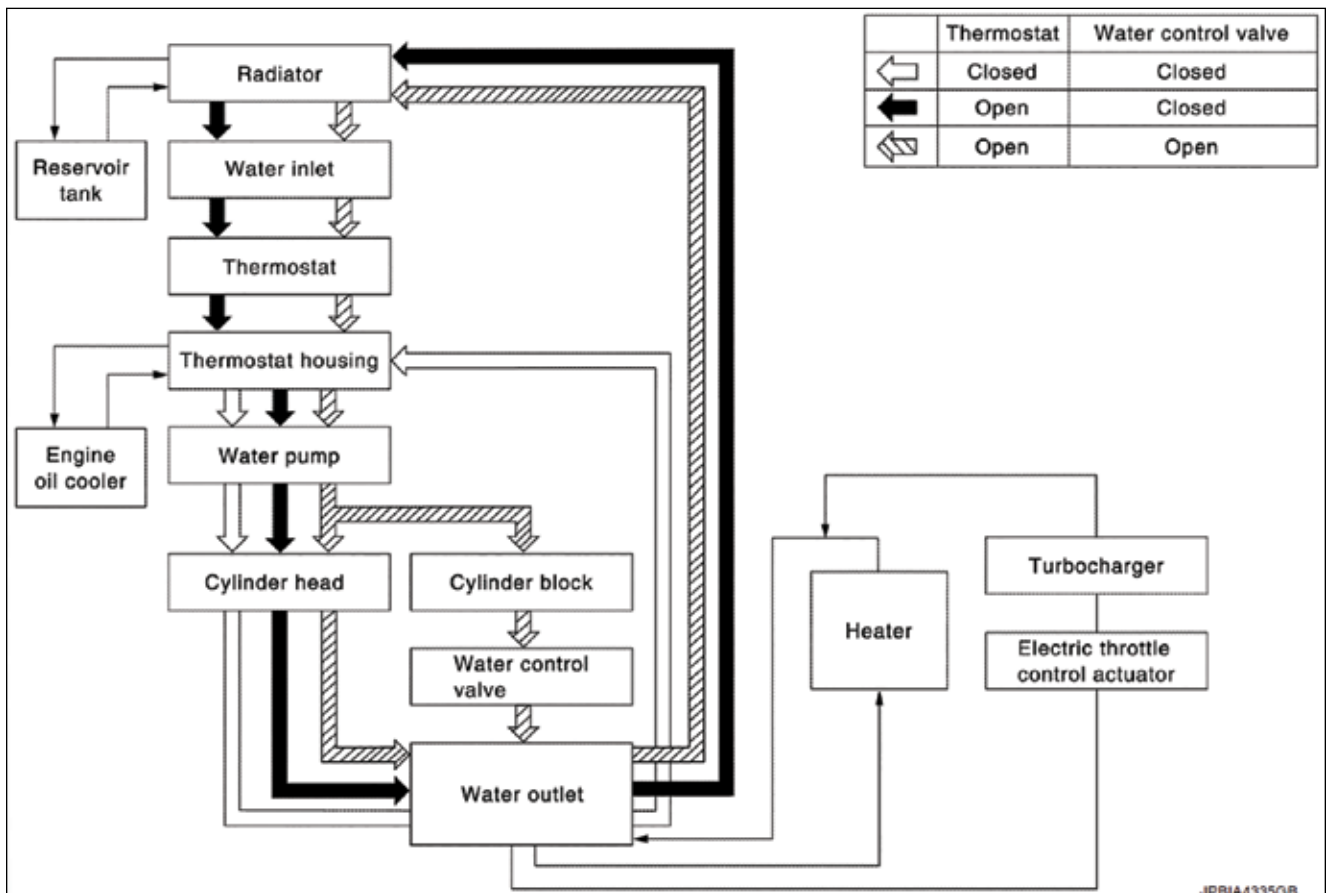 Thermostat
Water control valve
Closed
Closed
Open
Closed
Open
Open
Radiator
Reservoir
tank
Water inlet
Thermostat
Thermostat housing
Engine
oil cooler
Water pump
Cylinder head
Cylinder block
Water control
valve
Water outlet
Heater
Turbocharger
Electric throttle
control actuator